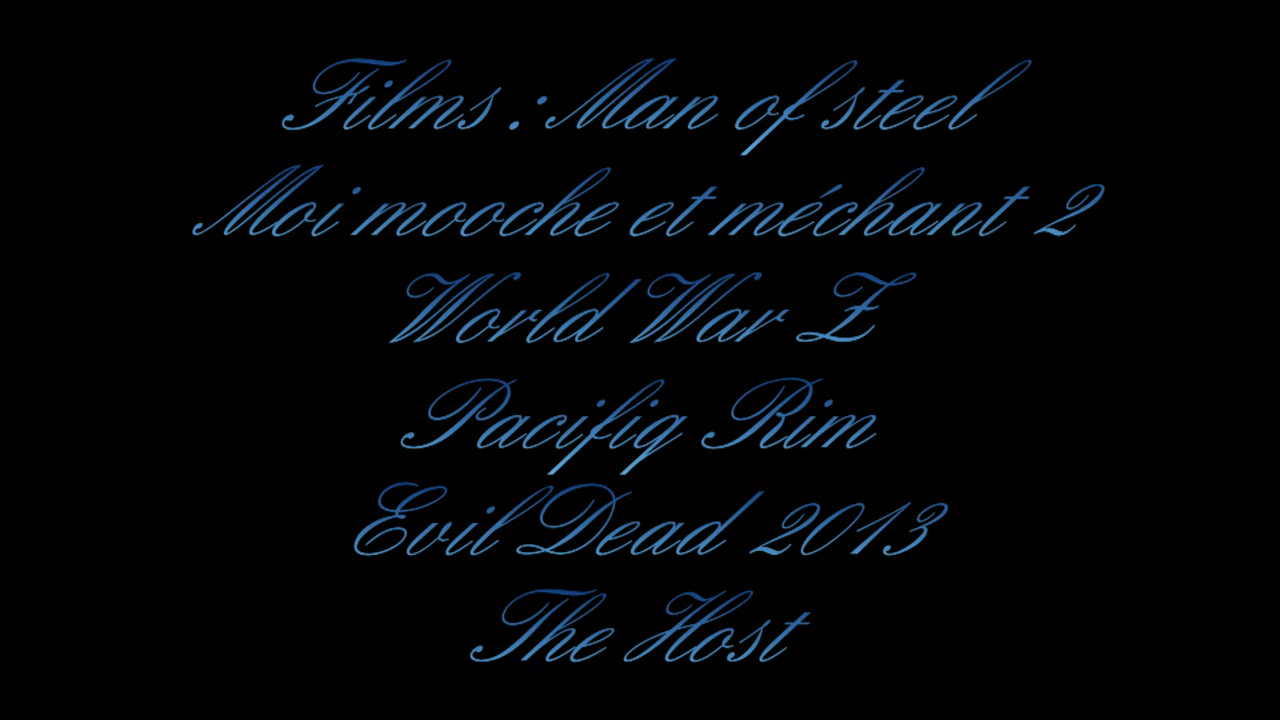 Films : Man of steel
Moi mooche et méchant 2
World War Z
Pacifiq Rim
Evil Dead 2013
The Host